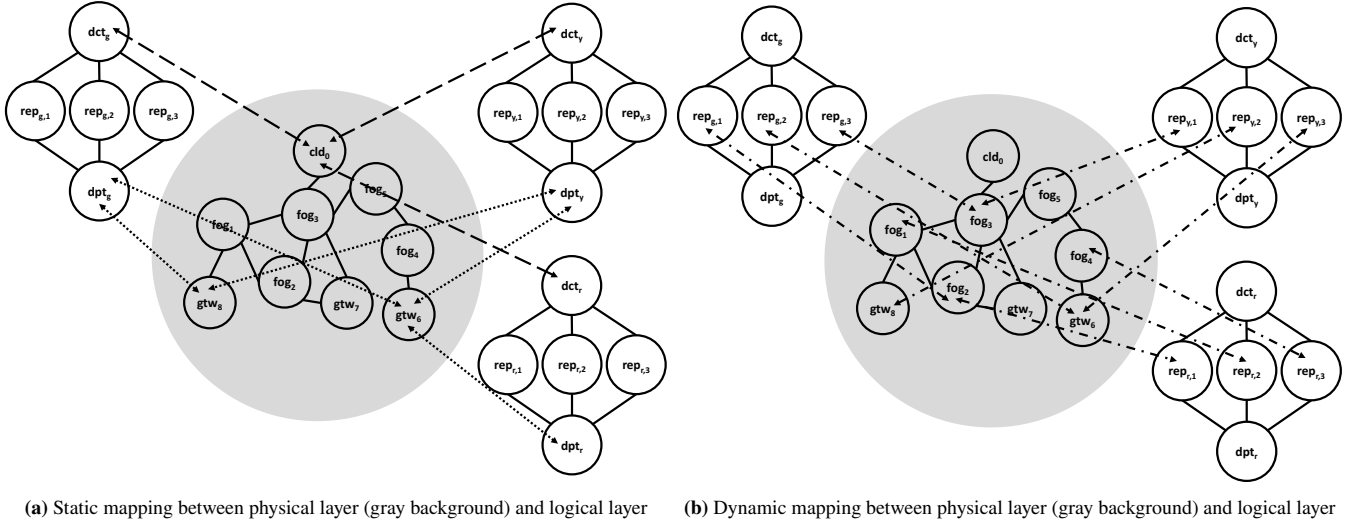 dct_g
rep_g,1 rep_g,2 rep_g,3
dpt_g
dct_y
rep_y,1 rep_y,2 rep_y,3
dpt_y
cld_0
fog_5
fog_3
fog_1
fog_4
fog_2
gtw_8
gtw_7
gtw_6
dct_r
rep_r,1 rep_r,2 rep_r,3
dpt_r
(a) Static mapping between physical layer (gray background) and logical layer
dct_g
rep_g,1 rep_g,2 rep_g,3
dpt_g
dct_y
rep_y,1 rep_y,2 rep_y,3
dpt_y
cld_0
fog_5
fog_3
fog_1
fog_4
fog_2
gtw_8
gtw_7
gtw_6
dct_r
rep_r,1 rep_r,2 rep_r,3
dpt_r
(b) Dynamic mapping between physical layer (gray background) and logical layer